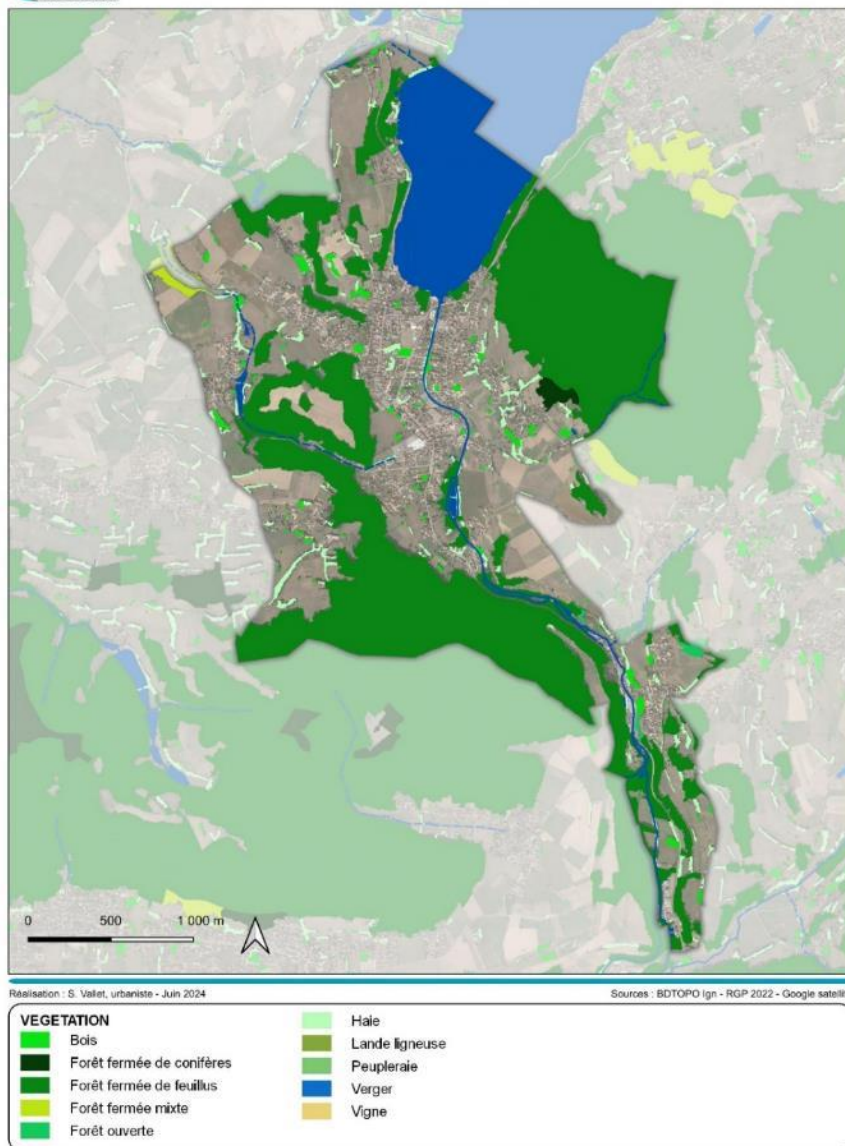 0 500 1 000 m
Réalisation : S. Vallet, urbaniste - Juin 2024
Sources : BDTOPO Ign - RGP 2022 - Google satellit
VEGETATION
Bois
Forêt fermée de conifères
Forêt fermée de feuillus
Forêt fermée mixte
Forêt ouverte
Haie
Lande ligneuse
Peupleraie
Verger
Vigne